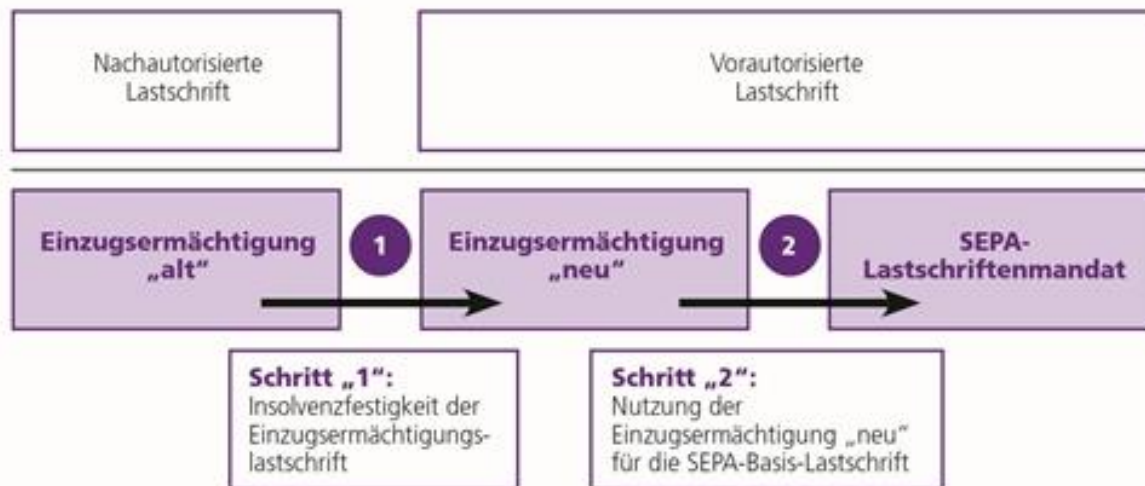 Nachautorisierte
Lastschrift
Vorautorisierte
Lastschrift
Einzugsermächtigung
„alt“
1
Einzugsermächtigung
„neu“
2
SEPA-
Lastschriftenmandat
Schritt „1“:
Insolvenzfestigkeit der
Einzugsermächtigungs-
lastschrift
Schritt „2“:
Nutzung der
Einzugsermächtigung „neu“
für die SEPA-Basis-Lastschrift